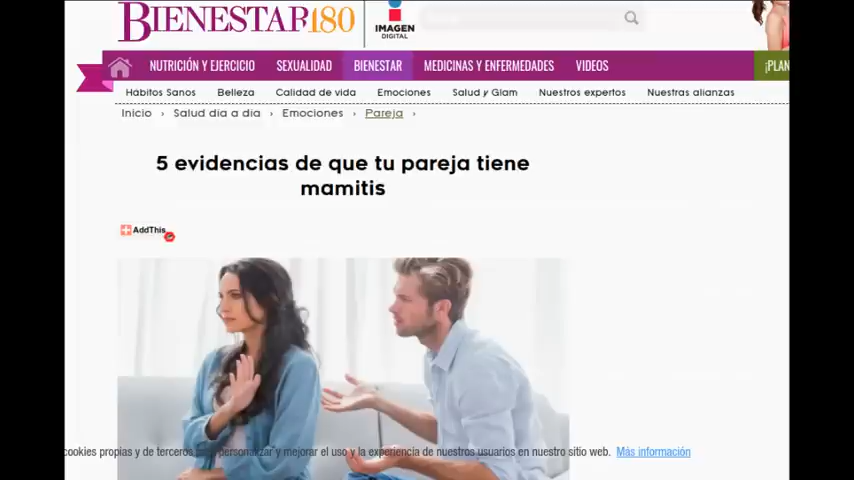 BIENESTAR180
IMAGEN
DIGITAL
NUTRICIÓN Y EJERCICIO SEXUALIDAD BIENESTAR MEDICINAS Y ENFERMEDADES VIDEOS ¡PLAN
Hábitos Sanos Belleza Calidad de vida Emociones Salud y Glam Nuestros expertos Nuestras alianzas
Inicio › Salud dia a dia › Emociones › Pareja ›
5 evidencias de que tu pareja tiene
mamitis
AddThis
cookies propias y de terceros para personalizar y mejorar el uso y la experiencia de nuestros usuarios en nuestro sitio web. Más información